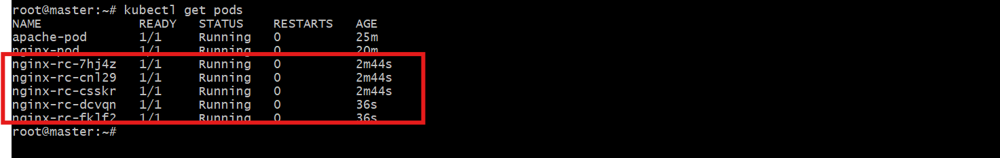 root@master:~# kubectl get pods
NAME READY STATUS RESTARTS AGE
apache-pod 1/1 Running 0 25m
nginx-pod 1/1 Running 0 20m
nginx-rc-7hj4z 1/1 Running 0 2m44s
nginx-rc-cnl29 1/1 Running 0 2m44s
nginx-rc-csskr 1/1 Running 0 2m44s
nginx-rc-dcvqn 1/1 Running 0 36s
nginx-rc-fklf2 1/1 Running 0 36s
root@master:~#